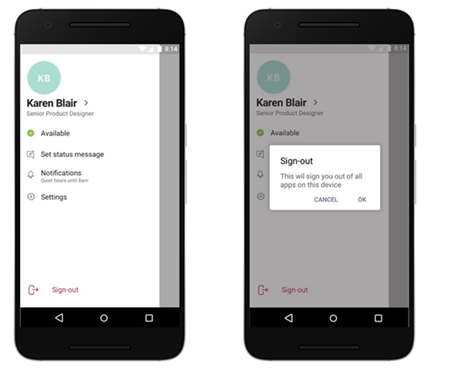 8:14
KB
Karen Blair
Senior Product Designer
Available
Set status message
Notifications
Quiet hours until 8am
Settings
Sign-out
8:14
KB
Karen Blair
Senior Product Designer
Available
Sign-out
This will sign you out of all
apps on this device
CANCEL OK
Sign-out